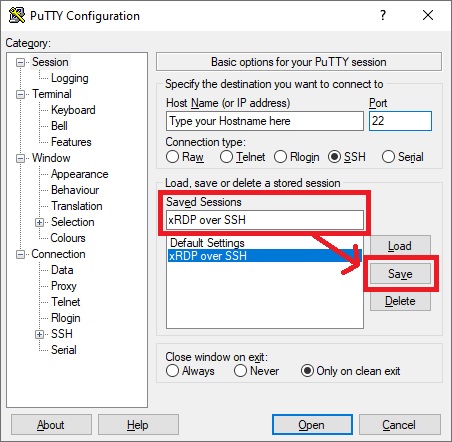 PuTTY Configuration
Category:
Session
Logging
Terminal
Keyboard
Bell
Features
Window
Appearance
Behaviour
Translation
Selection
Colours
Connection
Data
Proxy
Telnet
Rlogin
SSH
Serial
Basic options for your PuTTY session
Specify the destination you want to connect to
Host Name (or IP address) Port
Type your Hostname here 22
Connection type:
Raw Telnet Rlogin SSH Serial
Load, save or delete a stored session
Saved Sessions
xRDP over SSH
Default Settings
xRDP over SSH
Load
Save
Delete
Close window on exit:
Always Never Only on clean exit
About Help Open Cancel